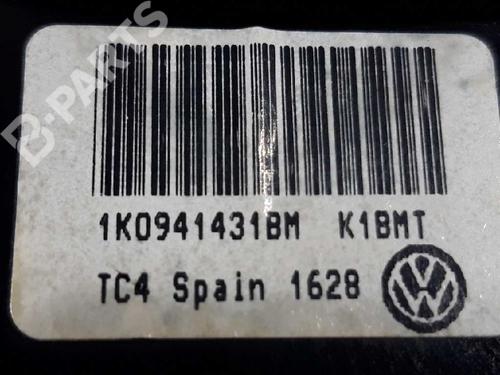 B-PARTS
1K0941431BM K1BMT
TC4 Spain 1628